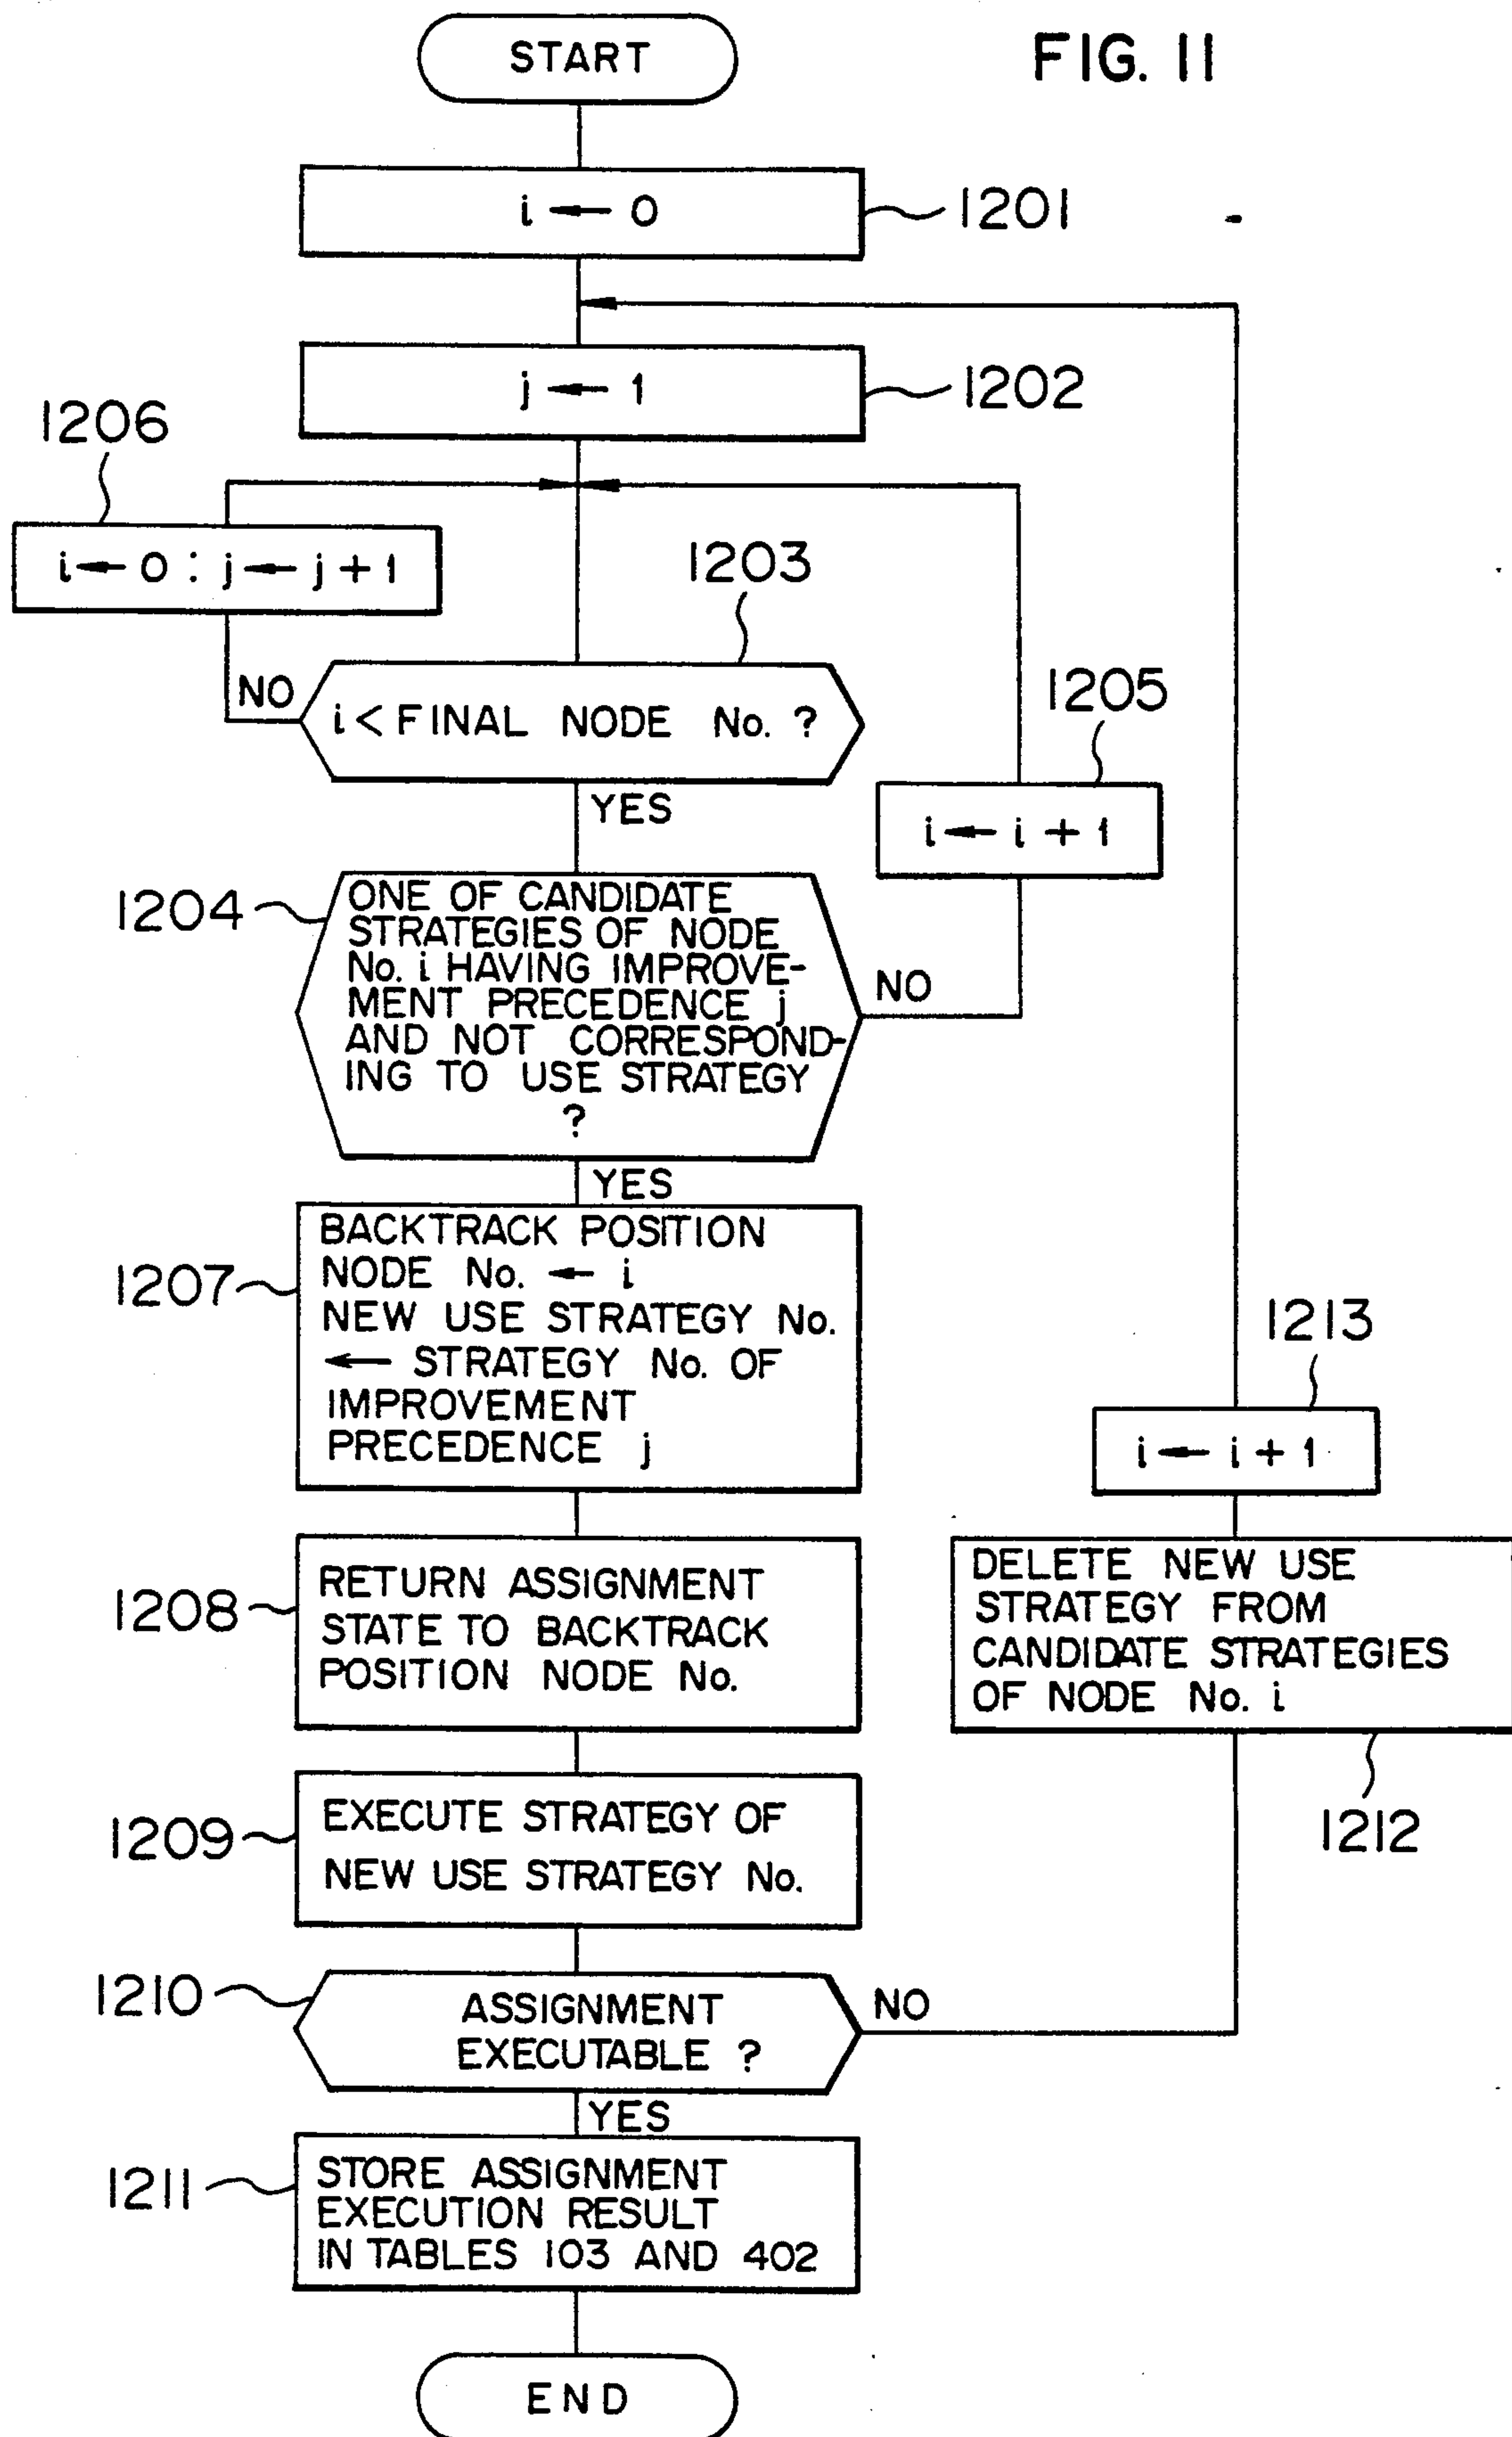 FIG. 11
START
i ← 0
1201
j ← 1
1202
1206
i ← 0 : j ← j + 1
1203
NO
i < FINAL NODE No. ?
1205
YES
i ← i + 1
1204
ONE OF CANDIDATE
STRATEGIES OF NODE
No. i HAVING IMPROVE-
MENT PRECEDENCE j
AND NOT CORRESPOND-
ING TO USE STRATEGY
?
NO
YES
1207
BACKTRACK POSITION
NODE No. ← i
NEW USE STRATEGY No.
← STRATEGY No. OF
IMPROVEMENT
PRECEDENCE j
1213
i ← i + 1
1208
RETURN ASSIGNMENT
STATE TO BACKTRACK
POSITION NODE No.
DELETE NEW USE
STRATEGY FROM
CANDIDATE STRATEGIES
OF NODE No. i
1212
1209
EXECUTE STRATEGY OF
NEW USE STRATEGY No.
1210
ASSIGNMENT
EXECUTABLE ?
NO
YES
1211
STORE ASSIGNMENT
EXECUTION RESULT
IN TABLES 103 AND 402
END